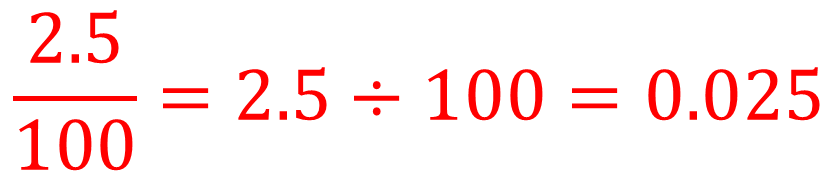 2.5/100 = 2.5 ÷ 100 = 0.025